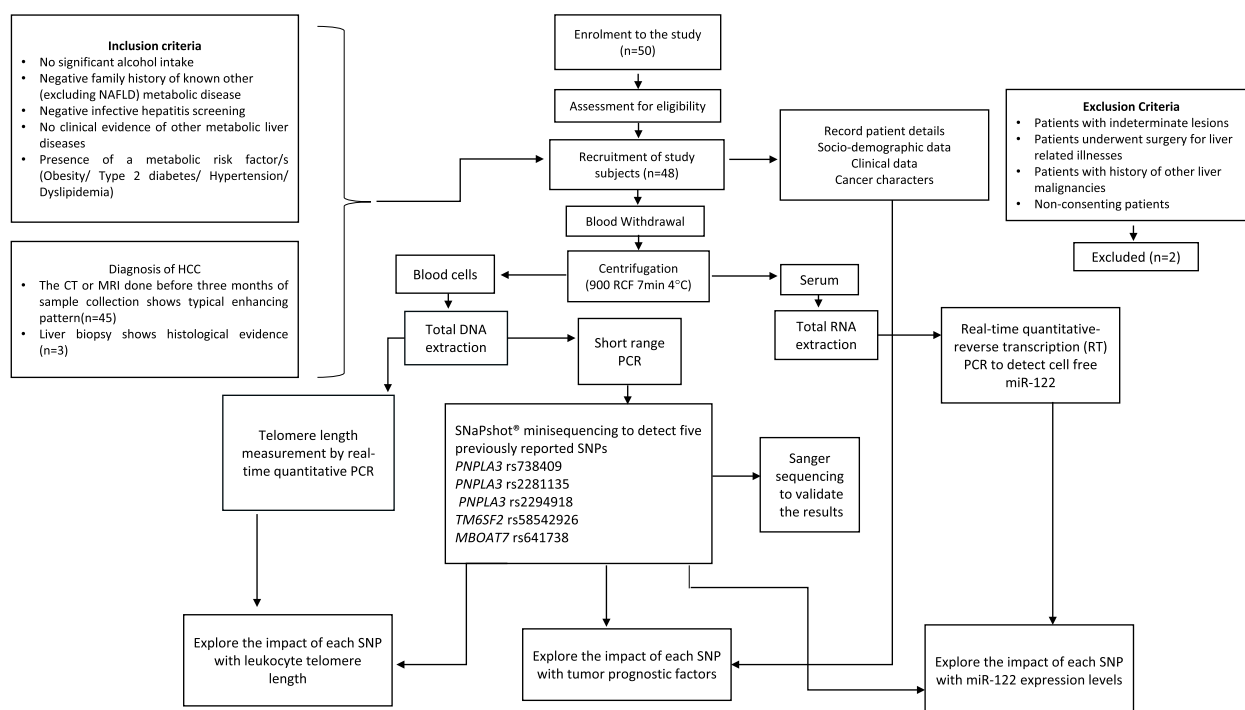 Inclusion criteria
• No significant alcohol intake
• Negative family history of known other
(excluding NAFLD) metabolic disease
• Negative infective hepatitis screening
• No clinical evidence of other metabolic liver
diseases
• Presence of a metabolic risk factor/s
(Obesity/ Type 2 diabetes/ Hypertension/
Dyslipidemia)
Diagnosis of HCC
• The CT or MRI done before three months of
sample collection shows typical enhancing
pattern(n=45)
• Liver biopsy shows histological evidence
(n=3)
Enrolment to the study
(n=50)
Assessment for eligibility
Recruitment of study
subjects (n=48)
Record patient details
Socio-demographic data
Clinical data
Cancer characters
Exclusion Criteria
• Patients with indeterminate lesions
• Patients underwent surgery for liver
related illnesses
• Patients with history of other liver
malignancies
• Non-consenting patients
Excluded (n=2)
Blood Withdrawal
Centrifugation
(900 RCF 7min 4°C)
Blood cells
Serum
Total DNA
extraction
Short range
PCR
Total RNA
extraction
Real-time quantitative-
reverse transcription (RT)
PCR to detect cell free
miR-122
Telomere length
measurement by real-
time quantitative PCR
SNaPshot® minisequencing to detect five
previously reported SNPs
PNPLA3 rs738409
PNPLA3 rs2281135
PNPLA3 rs2294918
TM6SF2 rs58542926
MBOAT7 rs641738
Sanger
sequencing
to validate
the results
Explore the impact of each SNP
with leukocyte telomere
length
Explore the impact of each SNP
with tumor prognostic factors
Explore the impact of each SNP
with miR-122 expression levels